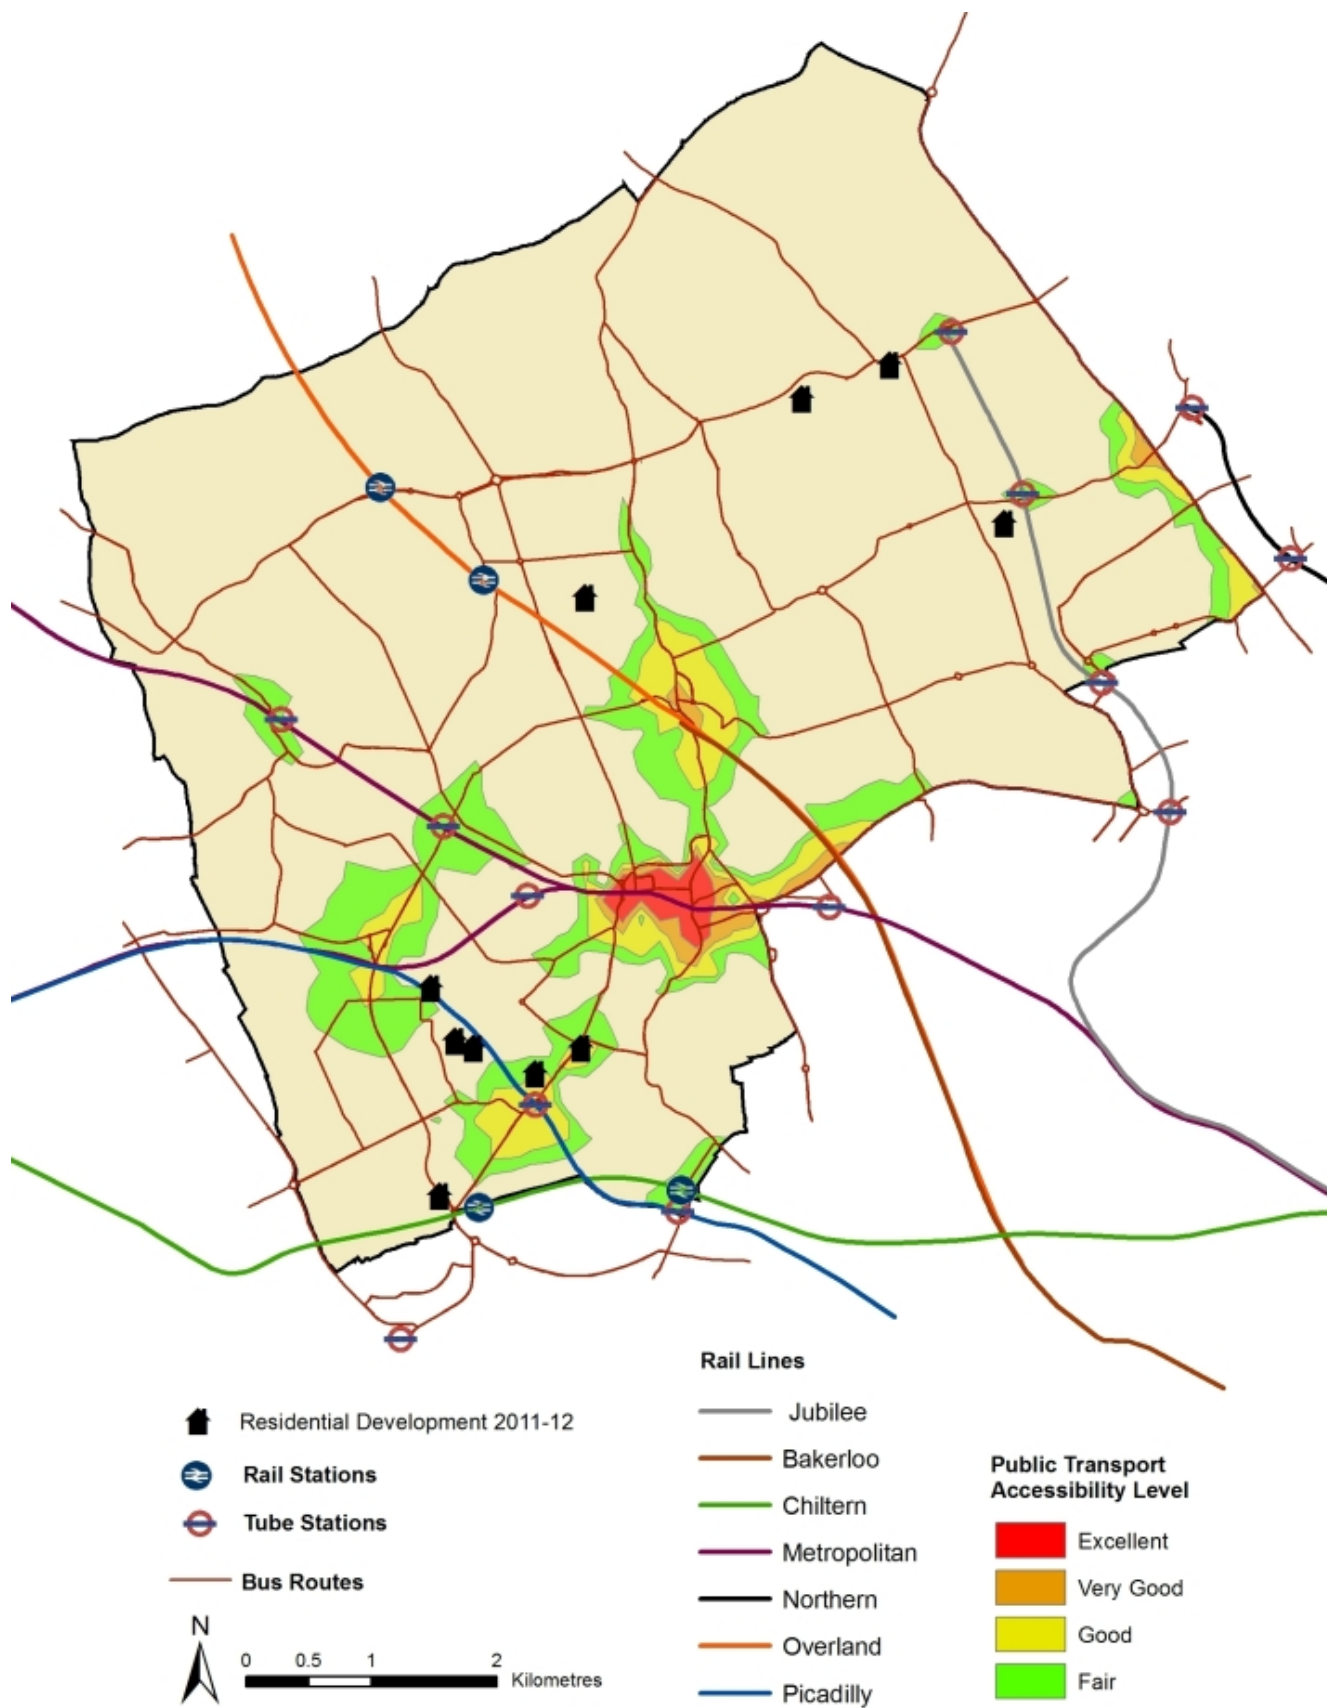 Residential Development 2011-12
Rail Stations
Tube Stations
Bus Routes
N
0 0.5 1 2
Kilometres
Rail Lines
Jubilee
Bakerloo
Chiltern
Metropolitan
Northern
Overland
Picadilly
Public Transport
Accessibility Level
Excellent
Very Good
Good
Fair